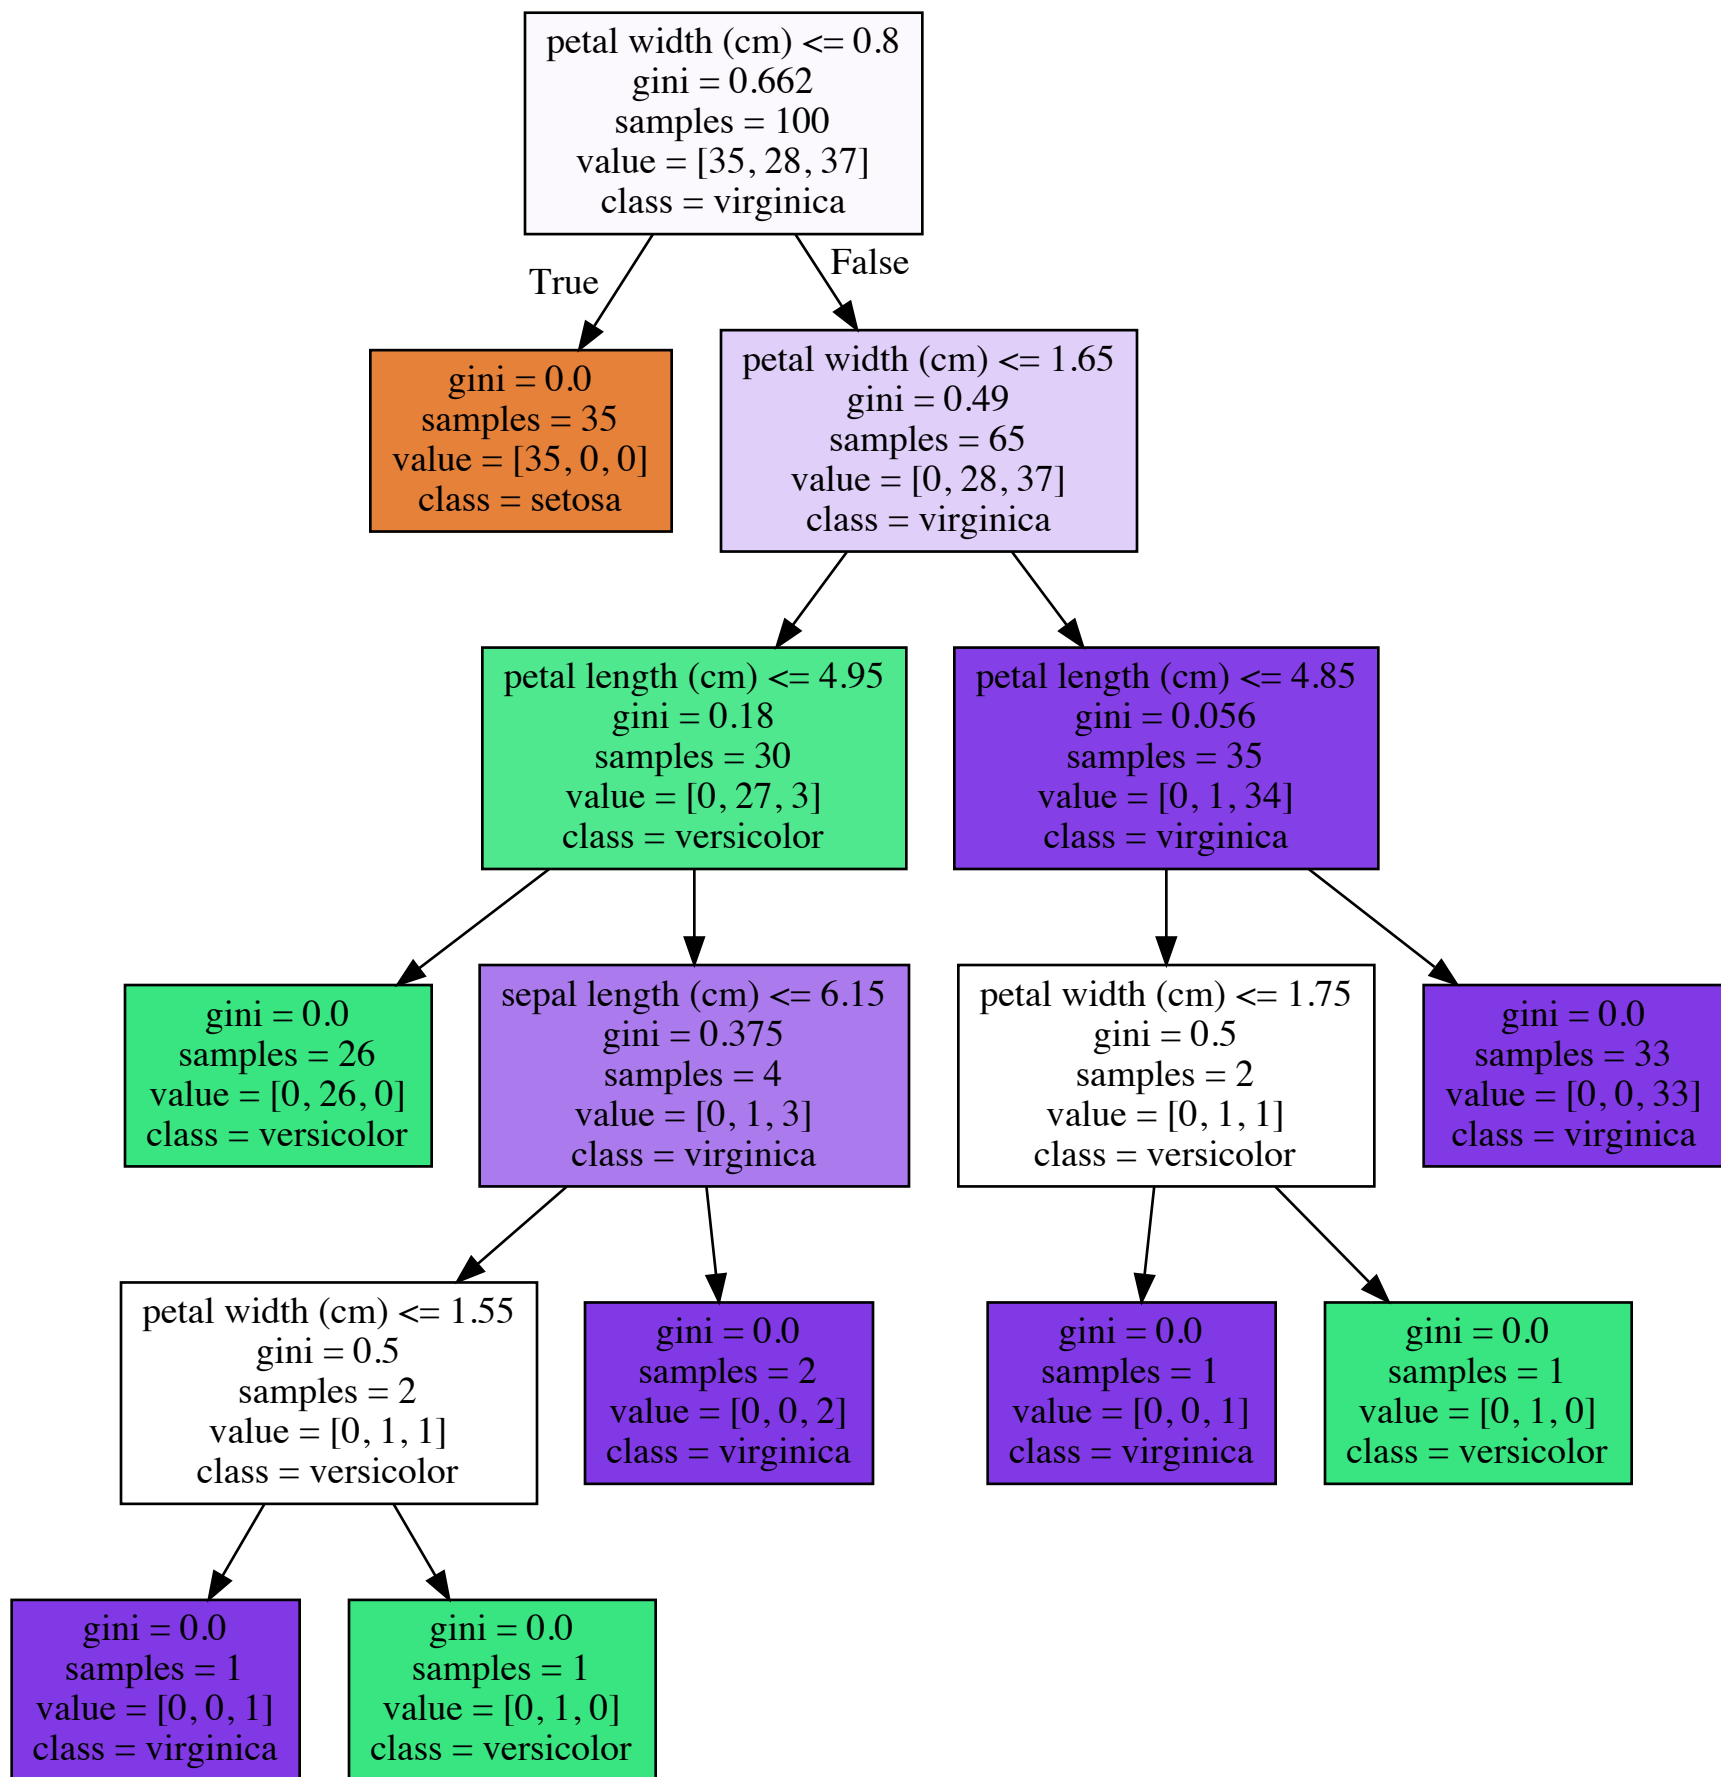 petal width (cm) <= 0.8
gini = 0.662
samples = 100
value = [35, 28, 37]
class = virginica
True
False
gini = 0.0
samples = 35
value = [35, 0, 0]
class = setosa
petal width (cm) <= 1.65
gini = 0.49
samples = 65
value = [0, 28, 37]
class = virginica
petal length (cm) <= 4.95
gini = 0.18
samples = 30
value = [0, 27, 3]
class = versicolor
petal length (cm) <= 4.85
gini = 0.056
samples = 35
value = [0, 1, 34]
class = virginica
gini = 0.0
samples = 26
value = [0, 26, 0]
class = versicolor
sepal length (cm) <= 6.15
gini = 0.375
samples = 4
value = [0, 1, 3]
class = virginica
petal width (cm) <= 1.75
gini = 0.5
samples = 2
value = [0, 1, 1]
class = versicolor
gini = 0.0
samples = 33
value = [0, 0, 33]
class = virginica
petal width (cm) <= 1.55
gini = 0.5
samples = 2
value = [0, 1, 1]
class = versicolor
gini = 0.0
samples = 2
value = [0, 0, 2]
class = virginica
gini = 0.0
samples = 1
value = [0, 0, 1]
class = virginica
gini = 0.0
samples = 1
value = [0, 1, 0]
class = versicolor
gini = 0.0
samples = 1
value = [0, 0, 1]
class = virginica
gini = 0.0
samples = 1
value = [0, 1, 0]
class = versicolor